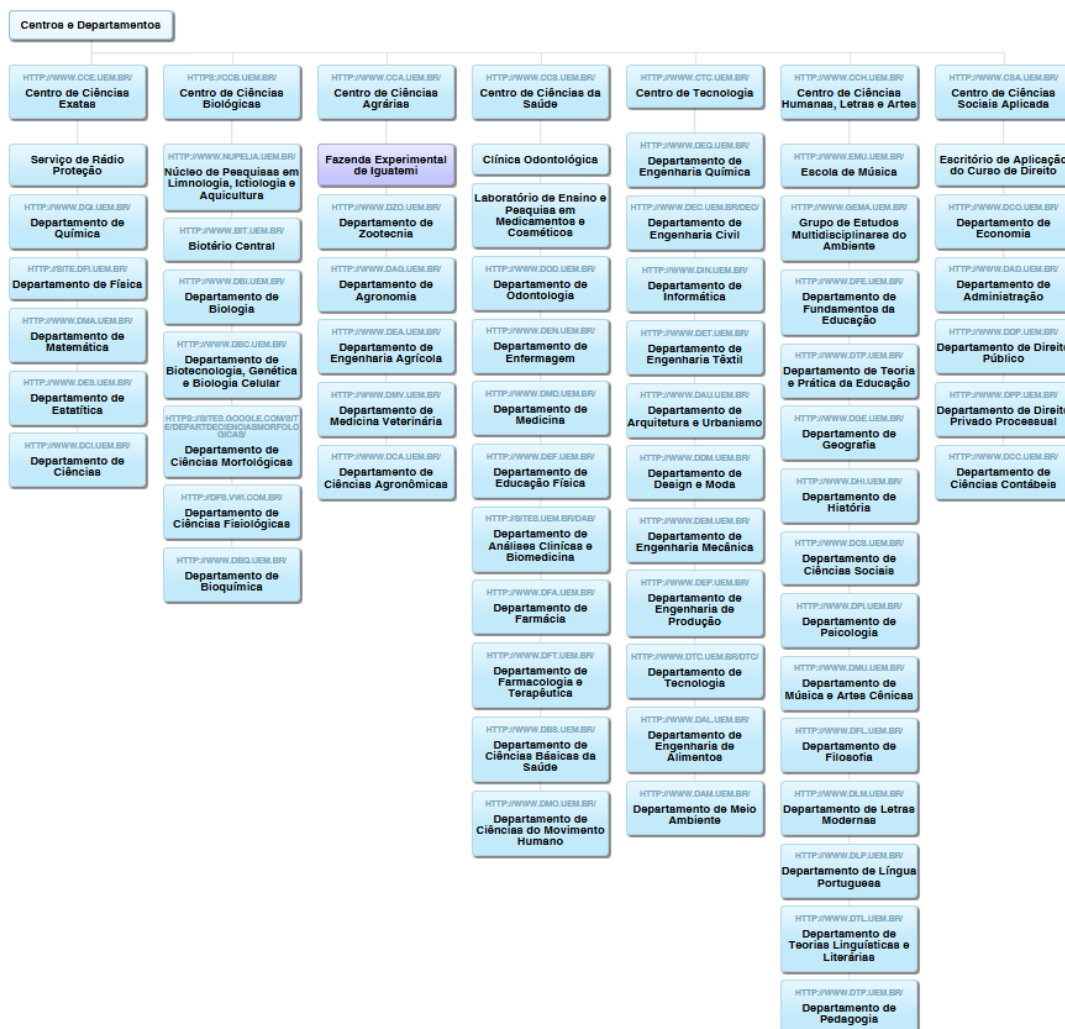 Centros e Departamentos
HTTP://WWW.CCE.UEM.BR/
Centro de Ciências
Exatas
Serviço de Rádio
Proteção
HTTP://WWW.DQI.UEM.BR/
Departamento de
Química
HTTP://SITE.DFI.UEM.BR/
Departamento de Física
HTTP://WWW.DMA.UEM.BR/
Departamento de
Matemática
HTTP://WWW.DES.UEM.BR/
Departamento de
Estatítica
HTTP://WWW.DCI.UEM.BR/
Departamento de
Ciências
HTTPS://CCB.UEM.BR/
Centro de Ciências
Biológicas
HTTP://WWW.NUPELIA.UEM.BR/
Núcleo de Pesquisas em
Limnologia, Ictiologia e
Aquicultura
HTTP://WWW.BIT.UEM.BR/
Biotério Central
HTTP://WWW.DBI.UEM.BR/
Departamento de
Biologia
HTTP://WWW.DBC.UEM.BR/
Departamento de
Biotecnologia, Genética
e Biologia Celular
HTTPS://SITES.GOOGLE.COM/SIT
E/DEPARTDECIENCIASMORFOLO
GICAS/
Departamento de
Ciências Morfológicas
HTTP://DFS.VWI.COM.BR/
Departamento de
Ciências Fisiológicas
HTTP://WWW.DBQ.UEM.BR/
Departamento de
Bioquímica
HTTP://WWW.CCA.UEM.BR/
Centro de Ciências
Agrárias
Fazenda Experimental
de Iguatemi
HTTP://WWW.DZO.UEM.BR/
Departamento de
Zootecnia
HTTP://WWW.DAG.UEM.BR/
Departamento de
Agronomia
HTTP://WWW.DEA.UEM.BR/
Departamento de
Engenharia Agrícola
HTTP://WWW.DMV.UEM.BR/
Departamento de
Medicina Veterinária
HTTP://WWW.DCA.UEM.BR/
Departamento de
Ciências Agronômicas
HTTP://WWW.CCS.UEM.BR/
Centro de Ciências da
Saúde
Clínica Odontológica
Laboratório de Ensino e
Pesquisa em
Medicamentos e
Cosméticos
HTTP://WWW.DOD.UEM.BR/
Departamento de
Odontologia
HTTP://WWW.DEN.UEM.BR/
Departamento de
Enfermagem
HTTP://WWW.DMD.UEM.BR/
Departamento de
Medicina
HTTP://WWW.DEF.UEM.BR/
Departamento de
Educação Física
HTTP://SITES.UEM.BR/DAB/
Departamento de
Análises Clinícas e
Biomedicina
HTTP://WWW.DFA.UEM.BR/
Departamento de
Farmácia
HTTP://WWW.DFT.UEM.BR/
Departamento de
Farmacologia e
Terapêutica
HTTP://WWW.DBS.UEM.BR/
Departamento de
Ciências Básicas da
Saúde
HTTP://WWW.DMO.UEM.BR/
Departamento de
Ciências do Movimento
Humano
HTTP://WWW.CTC.UEM.BR/
Centro de Tecnologia
HTTP://WWW.DEQ.UEM.BR/
Departamento de
Engenharia Química
HTTP://WWW.DEC.UEM.BR/DEC/
Departamento de
Engenharia Civil
HTTP://WWW.DIN.UEM.BR/
Departamento de
Informática
HTTP://WWW.DET.UEM.BR/
Departamento de
Engenharia Têxtil
HTTP://WWW.DAU.UEM.BR/
Departamento de
Arquitetura e Urbanismo
HTTP://WWW.DDM.UEM.BR/
Departamento de
Design e Moda
HTTP://WWW.DEM.UEM.BR/
Departamento de
Engenharia Mecânica
HTTP://WWW.DEP.UEM.BR/
Departamento de
Engenharia de
Produção
HTTP://WWW.DTC.UEM.BR/DTC/
Departamento de
Tecnologia
HTTP://WWW.DAL.UEM.BR/
Departamento de
Engenharia de
Alimentos
HTTP://WWW.DAM.UEM.BR/
Departamento de Meio
Ambiente
HTTP://WWW.CCH.UEM.BR/
Centro de Ciências
Humanas, Letras e Artes
HTTP://WWW.EMU.UEM.BR/
Escola de Música
HTTP://WWW.GEMA.UEM.BR/
Grupo de Estudos
Multidisciplinares do
Ambiente
HTTP://WWW.DFE.UEM.BR/
Departamento de
Fundamentos da
Educação
HTTP://WWW.DTP.UEM.BR/
Departamento de Teoria
e Prática da Educação
HTTP://WWW.DGE.UEM.BR/
Departamento de
Geografia
HTTP://WWW.DHI.UEM.BR/
Departamento de
História
HTTP://WWW.DCS.UEM.BR/
Departamento de
Ciências Sociais
HTTP://WWW.DPI.UEM.BR/
Departamento de
Psicologia
HTTP://WWW.DMU.UEM.BR/
Departamento de
Música e Artes Cênicas
HTTP://WWW.DFL.UEM.BR/
Departamento de
Filosofia
HTTP://WWW.DLM.UEM.BR/
Departamento de Letras
Modernas
HTTP://WWW.DLP.UEM.BR/
Departamento de Língua
Portuguesa
HTTP://WWW.DTL.UEM.BR/
Departamento de
Teorias Linguísticas e
Literárias
HTTP://WWW.DTP.UEM.BR/
Departamento de
Pedagogia
HTTP://WWW.CSA.UEM.BR/
Centro de Ciências
Sociais Aplicada
Escritório de Aplicação
do Curso de Direito
HTTP://WWW.DCO.UEM.BR/
Departamento de
Economia
HTTP://WWW.DAD.UEM.BR/
Departamento de
Administração
HTTP://WWW.DDP.UEM.BR/
Departamento de Direito
Público
HTTP://WWW.DPP.UEM.BR/
Departamento de Direito
Privado Processual
HTTP://WWW.DCC.UEM.BR/
Departamento de
Ciências Contábeis